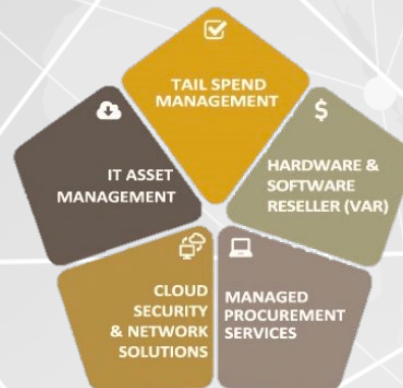 TAIL SPEND
MANAGEMENT
IT ASSET
MANAGEMENT
$
HARDWARE &
SOFTWARE
RESELLER (VAR)
CLOUD
SECURITY
& NETWORK
SOLUTIONS
MANAGED
PROCUREMENT
SERVICES